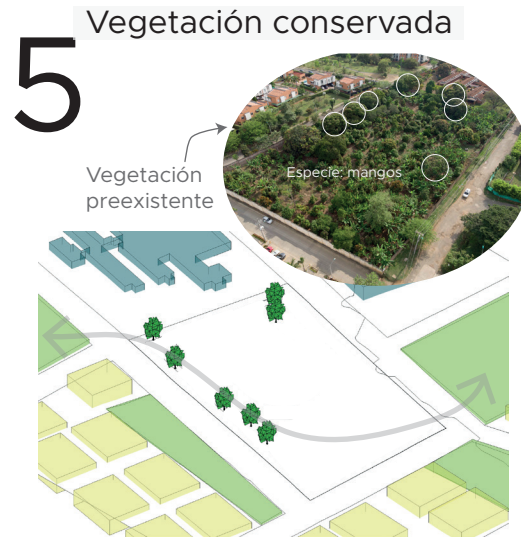 5
Vegetación conservada
Vegetación
preexistente
Especie: mangos